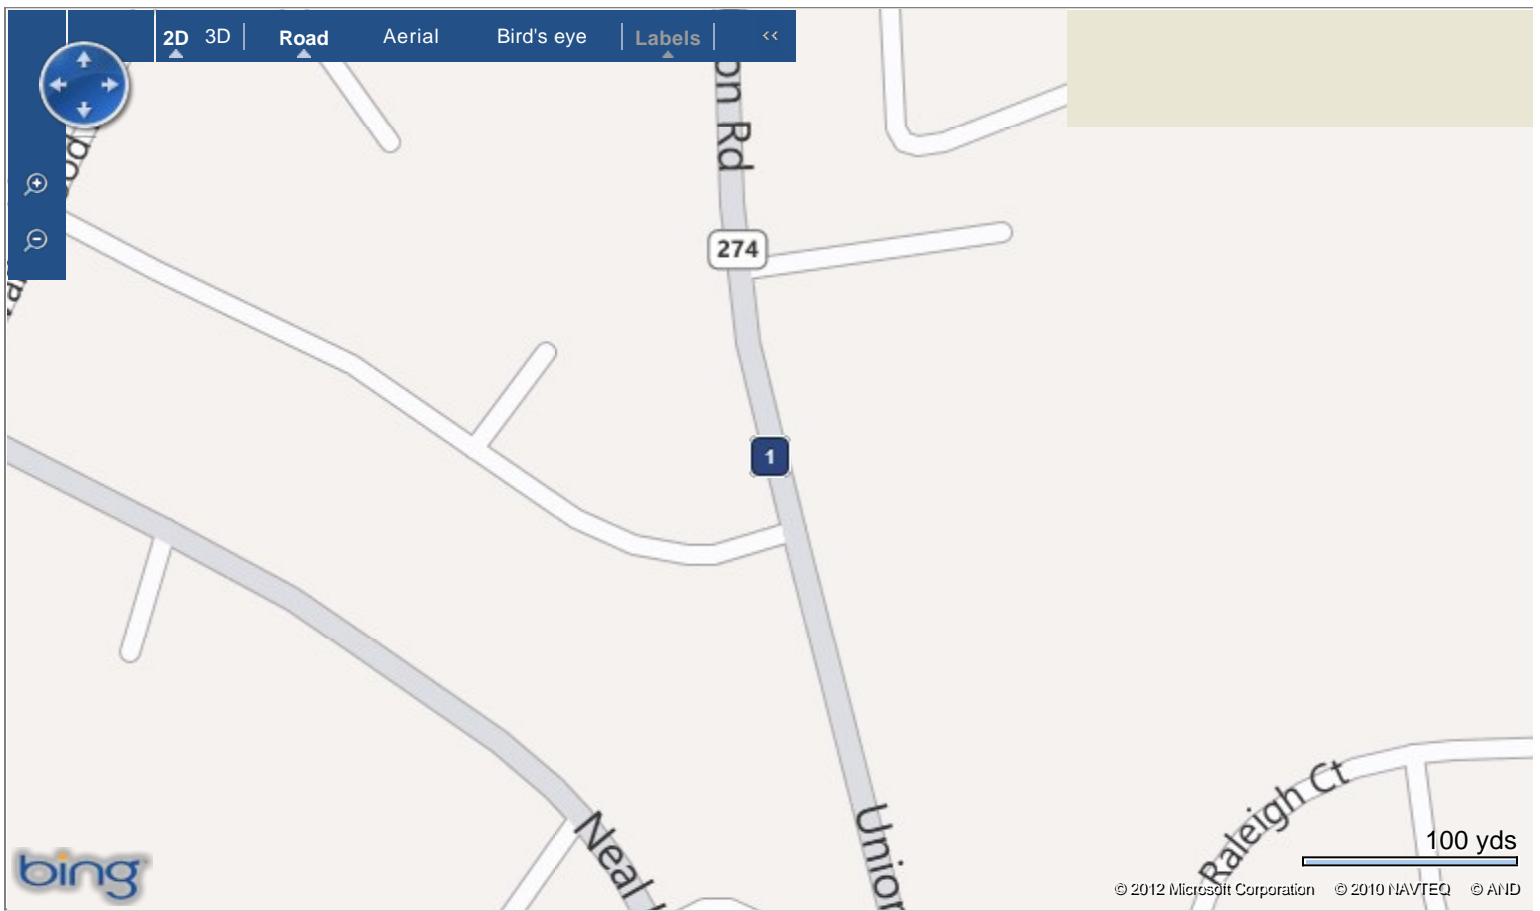 2D 3D Road Aerial Bird's eye Labels <<
on Rd
274
1
Raleigh Ct
Union
Neal
100 yds
bing
© 2012 Microsoft Corporation © 2010 NAVTEQ © AND